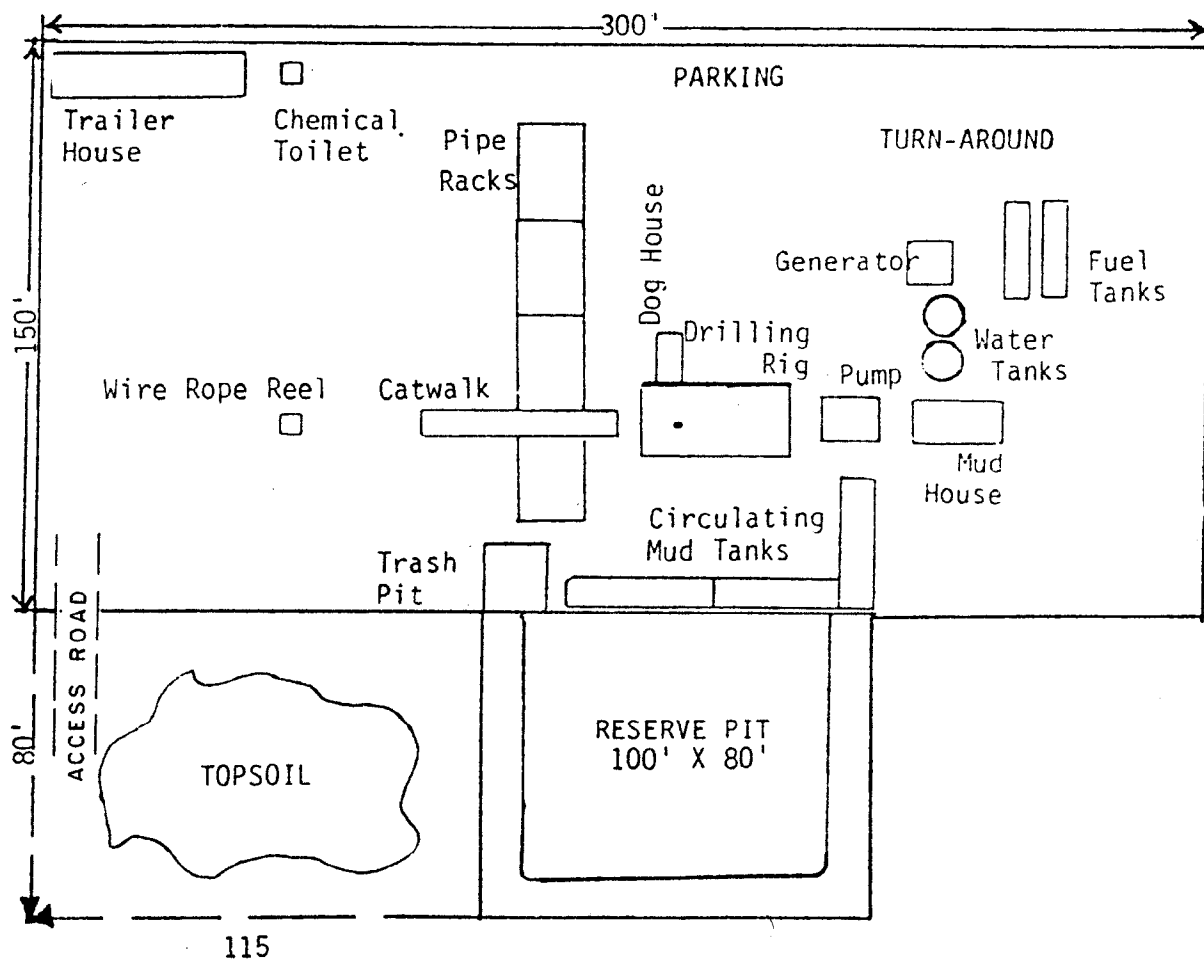 300'
PARKING
Trailer
House
Chemical
Toilet
Pipe
Racks
TURN-AROUND
Dog House
Generator
Fuel
Tanks
150'
Drilling
Rig
Water
Tanks
Pump
Wire Rope Reel
Catwalk
Mud
House
Circulating
Mud Tanks
Trash
Pit
ACCESS ROAD
80'
RESERVE PIT
100' X 80'
TOPSOIL
115